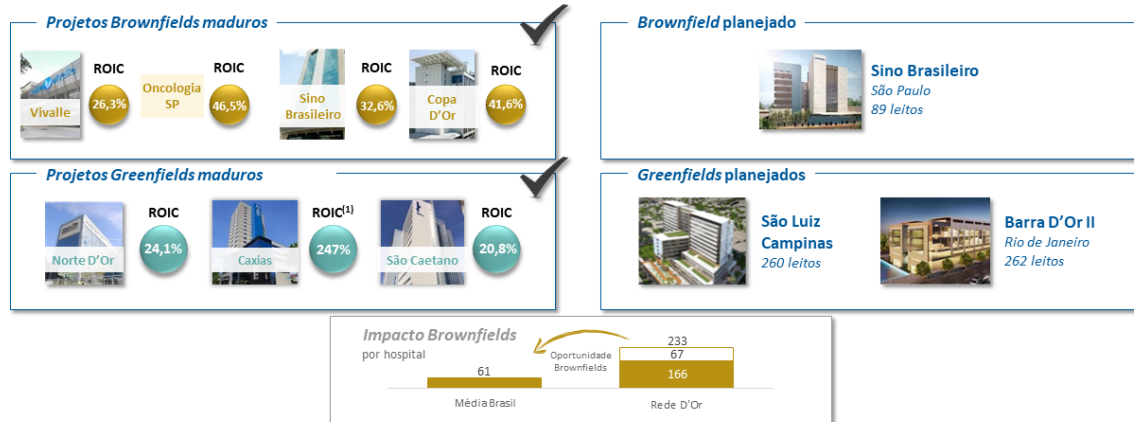 Projetos Brownfields maduros
ROIC
26,3%
Vivalle
Oncologia
SP
ROIC
46,5%
Sino
Brasileiro
ROIC
32,6%
Copa
D'Or
ROIC
41,6%
Brownfield planejado
Sino Brasileiro
São Paulo
89 leitos
Projetos Greenfields maduros
Norte D'Or
ROIC
24,1%
Caxias
ROIC(1)
247%
São Caetano
ROIC
20,8%
Greenfields planejados
São Luiz
Campinas
260 leitos
Barra D'Or II
Rio de Janeiro
262 leitos
Impacto Brownfields
por hospital
61
Média Brasil
Oportunidade
Brownfields
233
67
166
Rede D'Or